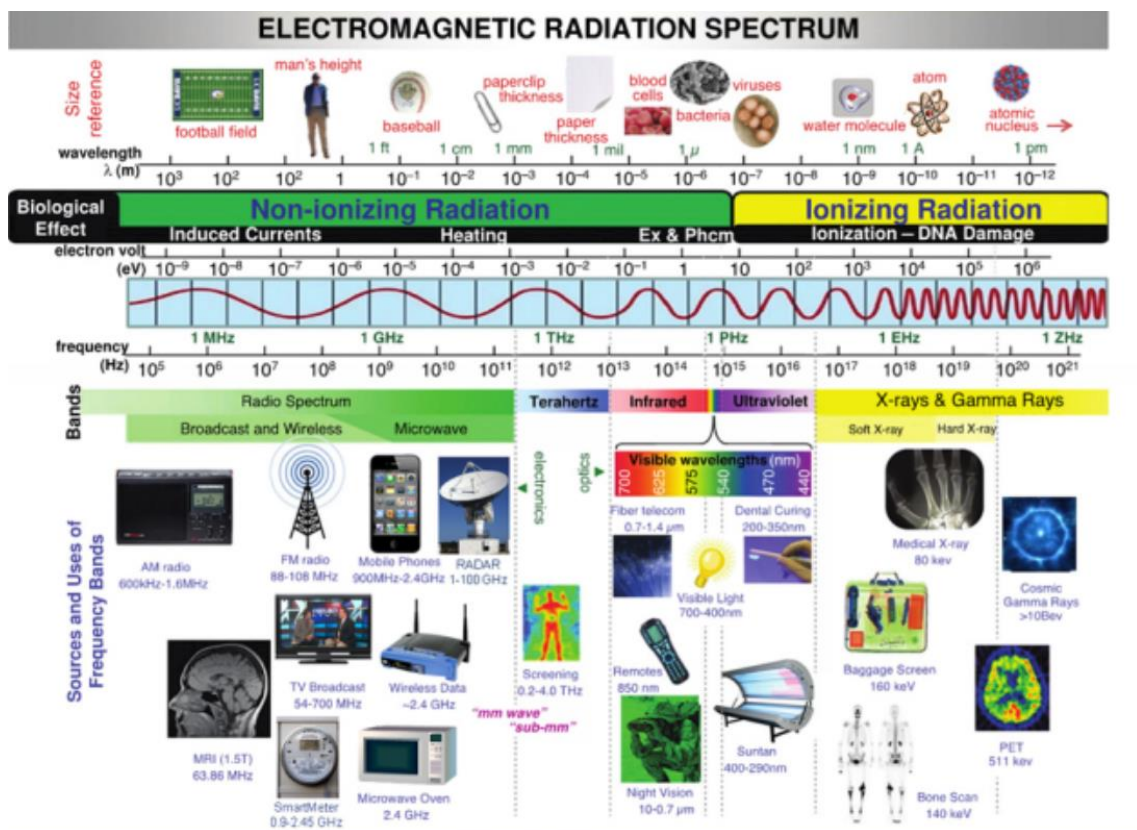 ELECTROMAGNETIC RADIATION SPECTRUM
Size
reference
football field
man's height
baseball
paperclip
thickness
paper
thickness
blood
cells
bacteria
viruses
water molecule
atom
atomic
nucleus
wavelength
λ (m)
1 ft 1 cm 1 mm 1 mil 1 μ 1 nm 1 A 1 pm
10³ 10² 10² 1 10⁻¹ 10⁻² 10⁻³ 10⁻⁴ 10⁻⁵ 10⁻⁶ 10⁻⁷ 10⁻⁸ 10⁻⁹ 10⁻¹⁰ 10⁻¹¹ 10⁻¹²
Biological
Effect
Non-ionizing Radiation
Ionizing Radiation
Induced Currents Heating Ex & Phcm Ionization – DNA Damage
electron volt
(eV) 10⁻⁹ 10⁻⁸ 10⁻⁷ 10⁻⁶ 10⁻⁵ 10⁻⁴ 10⁻³ 10⁻² 10⁻¹ 1 10 10² 10³ 10⁴ 10⁵ 10⁶
1 MHz 1 GHz 1 THz 1 PHz 1 EHz 1 ZHz
frequency
(Hz) 10⁵ 10⁶ 10⁷ 10⁸ 10⁹ 10¹⁰ 10¹¹ 10¹² 10¹³ 10¹⁴ 10¹⁵ 10¹⁶ 10¹⁷ 10¹⁸ 10¹⁹ 10²⁰ 10²¹
Bands
Radio Spectrum Terahertz Infrared Ultraviolet X-rays & Gamma Rays
Broadcast and Wireless Microwave Soft X-ray Hard X-ray
electronics
optics
Visible wavelengths (nm)
700 625 575 540 470 440
Sources and Uses of
Frequency Bands
AM radio
600kHz-1.6MHz
FM radio
88-108 MHz
Mobile Phones
900MHz-2.4GHz
RADAR
1-100 GHz
Fiber telecom
0.7-1.4 μm
Dental Curing
200-350nm
Visible Light
700-400nm
Medical X-ray
80 kev
Cosmic
Gamma Rays
>10Bev
TV Broadcast
54-700 MHz
Wireless Data
~2.4 GHz
Screening
0.2-4.0 THz
"mm wave"
"sub-mm"
Remotes
850 nm
Baggage Screen
160 keV
MRI (1.5T)
63.86 MHz
SmartMeter
0.9-2.45 GHz
Microwave Oven
2.4 GHz
Night Vision
10-0.7 μm
Suntan
400-290nm
PET
511 kev
Bone Scan
140 keV